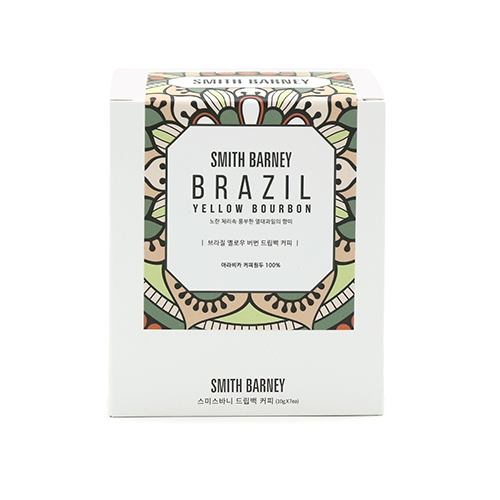 SMITH BARNEY
SMITH BARNEY
BRAZIL
YELLOW BOURBON
노란 체리속 풍부한 열대과일의 향미
| 브라질 옐로우 버번 드립백 커피 |
아라비카 커피원두 100%
SMITH BARNEY
스미스바니 드립백 커피 (10g X 7ea)